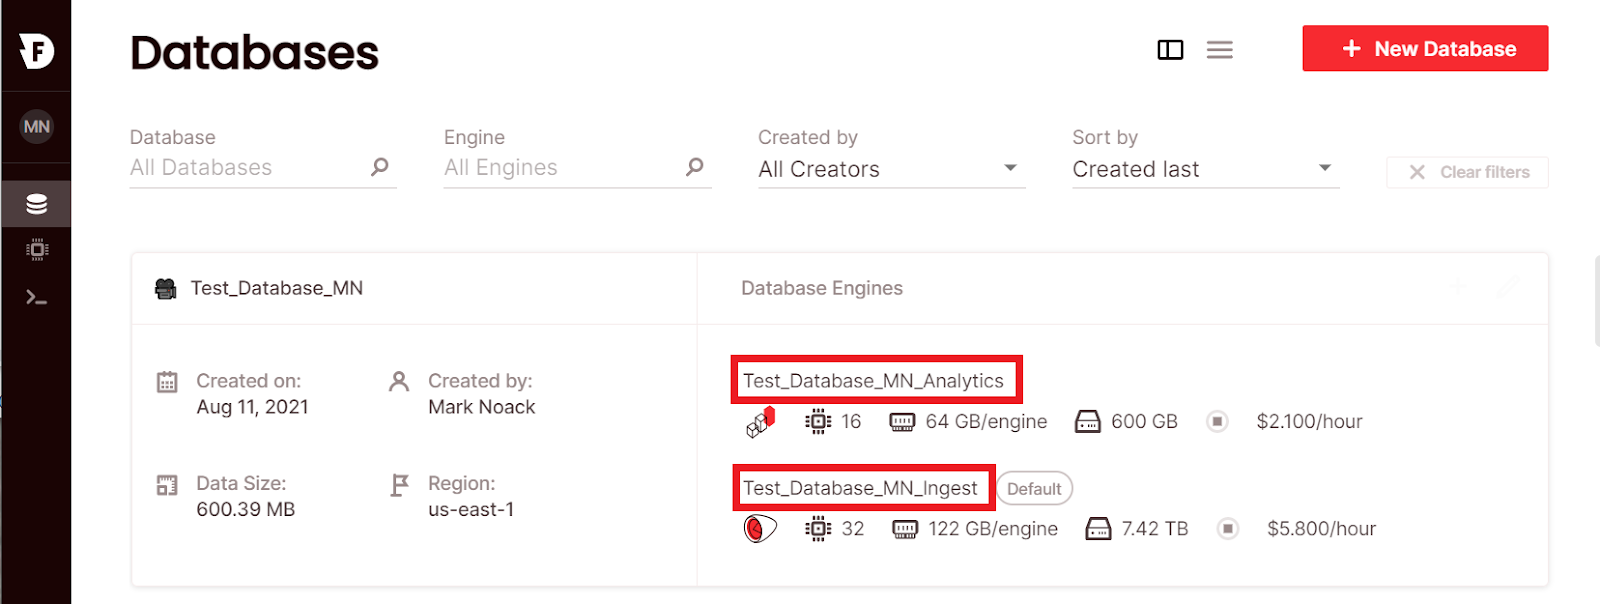 F
Databases
+ New Database
MN
Database
All Databases
Engine
All Engines
Created by
All Creators
Sort by
Created last
Clear filters
Test_Database_MN
Database Engines
Created on:
Aug 11, 2021
Created by:
Mark Noack
Data Size:
600.39 MB
Region:
us-east-1
Test_Database_MN_Analytics
16 64 GB/engine 600 GB $2.100/hour
Test_Database_MN_Ingest Default
32 122 GB/engine 7.42 TB $5.800/hour